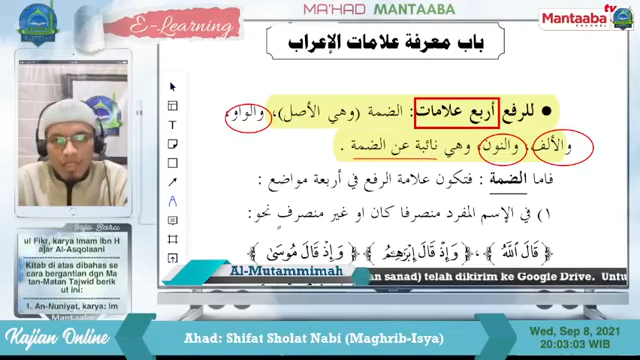 MA'HAD MANTAABA
E-Learning
Mantaaba tv
باب معرفة علامات الإعراب
● للرفع أربع علامات: الضمة (وهي الأصل)، والواو،
والألف، والنون، وهي نائبة عن الضمة .
فاما الضمة : فتكون علامة الرفع في أربعة مواضع :
١) في الإسم المفرد منصرفا كان او غير منصرفٍ نحو:
﴿ قَالَ اللَّهُ ﴾ ، ﴿ وَإِذْ قَالَ إِبْرَٰهِـۧمُ ﴾ ﴿ وَإِذْ قَالَ مُوسَىٰ ﴾
Info Baru
ul Fikr, karya Imam ibn H
ajar Al-Asqolaani
Kitab di atas dibahas se
cara bergantian dgn Ma
tan-Matan Tajwid berik
ut ini:
1. An-Nuniyat, karya; im
Al-Mutammimah
an sanad) telah dikirim ke Google Drive. Untu
Kajian Online
Ahad: Shifat Sholat Nabi (Maghrib-Isya)
Wed, Sep 8, 2021
20:03:03 WIB